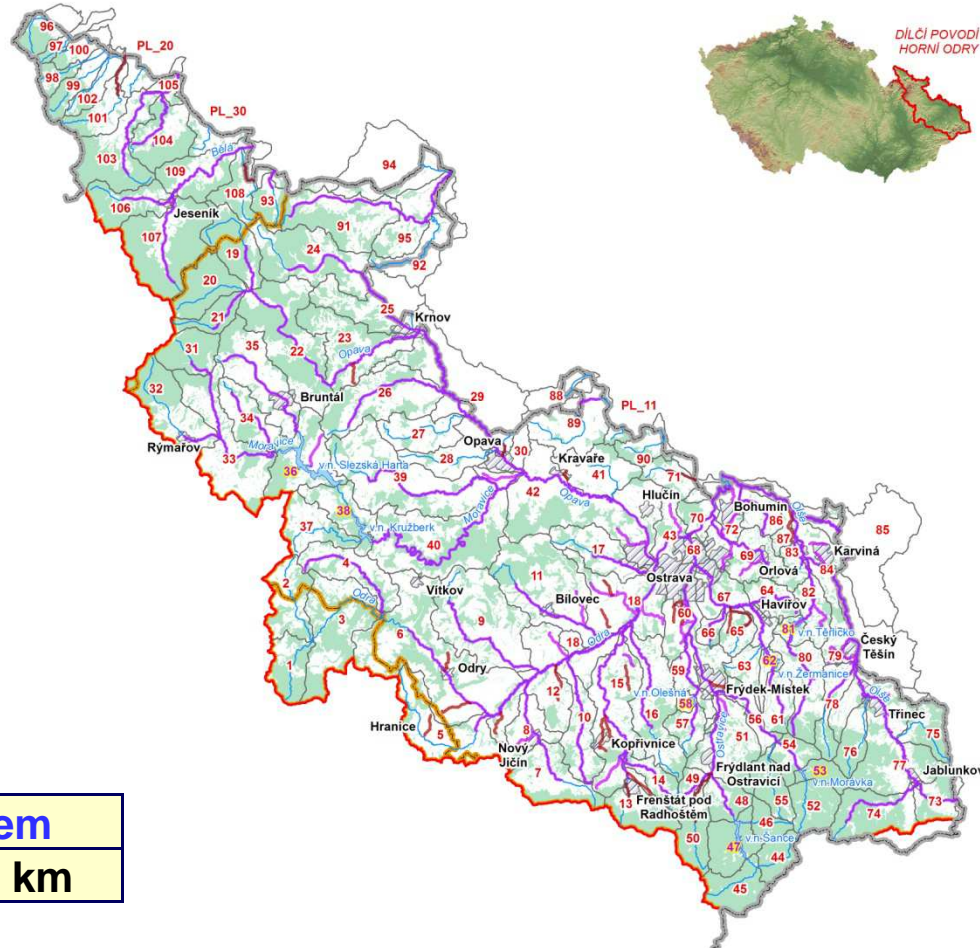 DÍLČÍ POVODÍ
HORNÍ ODRY
96
97
100
PL_20
98
99
102
105
101
PL_30
104
103
109
Bělá
94
106
108
93
Jeseník
107
91
95
19
24
92
20
21
25
Krnov
23
31
35
22
Opava
32
26
29
88
Bruntál
PL_11
34
27
89
Opava
30
Rýmařov
Moravice
28
Kravaře
90
33
36
v.n. Slezská Harta
41
71
39
Hlučín
42
Opava
70
Bohumín
Olše
38
Moravice
86
85
v.n. Kružberk
43
72
87
37
40
17
68
69
83
Karviná
4
Orlová
84
2
Vítkov
11
Ostrava
64
82
Odra
Bílovec
18
67
Havířov
3
60
81
v.n. Těrlicko
9
18
66
65
Český
Těšín
6
Odra
62
80
79
1
59
63
v.n. Žermanice
Odry
12
15
v.n. Olešná
Frýdek-Místek
Olše
58
78
Hranice
16
57
56
61
Třinec
5
8
10
Ostravice
51
76
75
Nový
Jičín
Kopřivnice
54
77
7
Frýdlant nad
Ostravicí
53
Jablunkov
14
49
v.n. Morávka
13
Frenštát pod
Radhoštěm
55
52
73
48
74
50
46
v.n. Šance
47
44
45
em
km